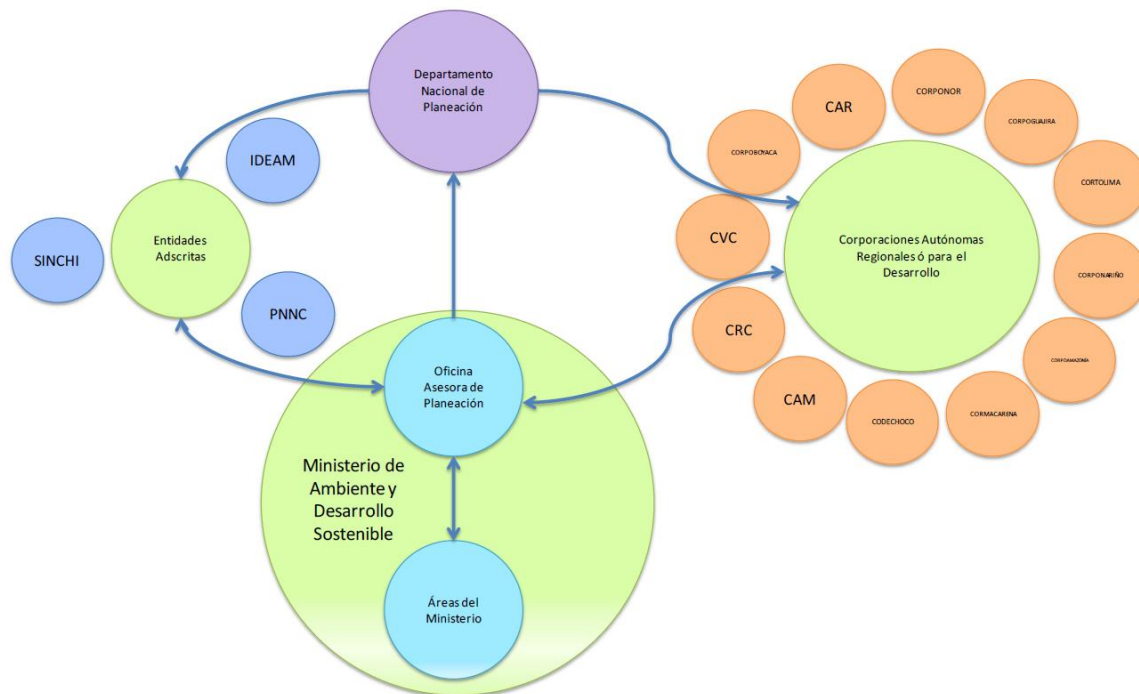 Departamento
Nacional de
Planeación
IDEAM
Entidades
Adscritas
SINCHI
PNNC
Oficina
Asesora de
Planeación
Ministerio de
Ambiente y
Desarrollo
Sostenible
Áreas del
Ministerio
CORPOBOYACA
CAR
CORPONOR
CORPOGUAJIRA
CORTOLIMA
CORPONARIÑO
CORPOAMAZONÍA
CORMACARENA
CODECHOCO
CAM
CRC
CVC
Corporaciones Autónomas
Regionales ó para el
Desarrollo